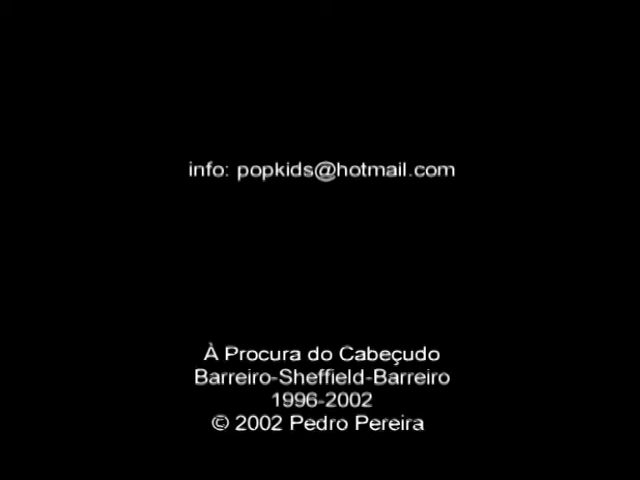 info: popkids@hotmail.com
À Procura do Cabeçudo
Barreiro-Sheffield-Barreiro
1996-2002
© 2002 Pedro Pereira